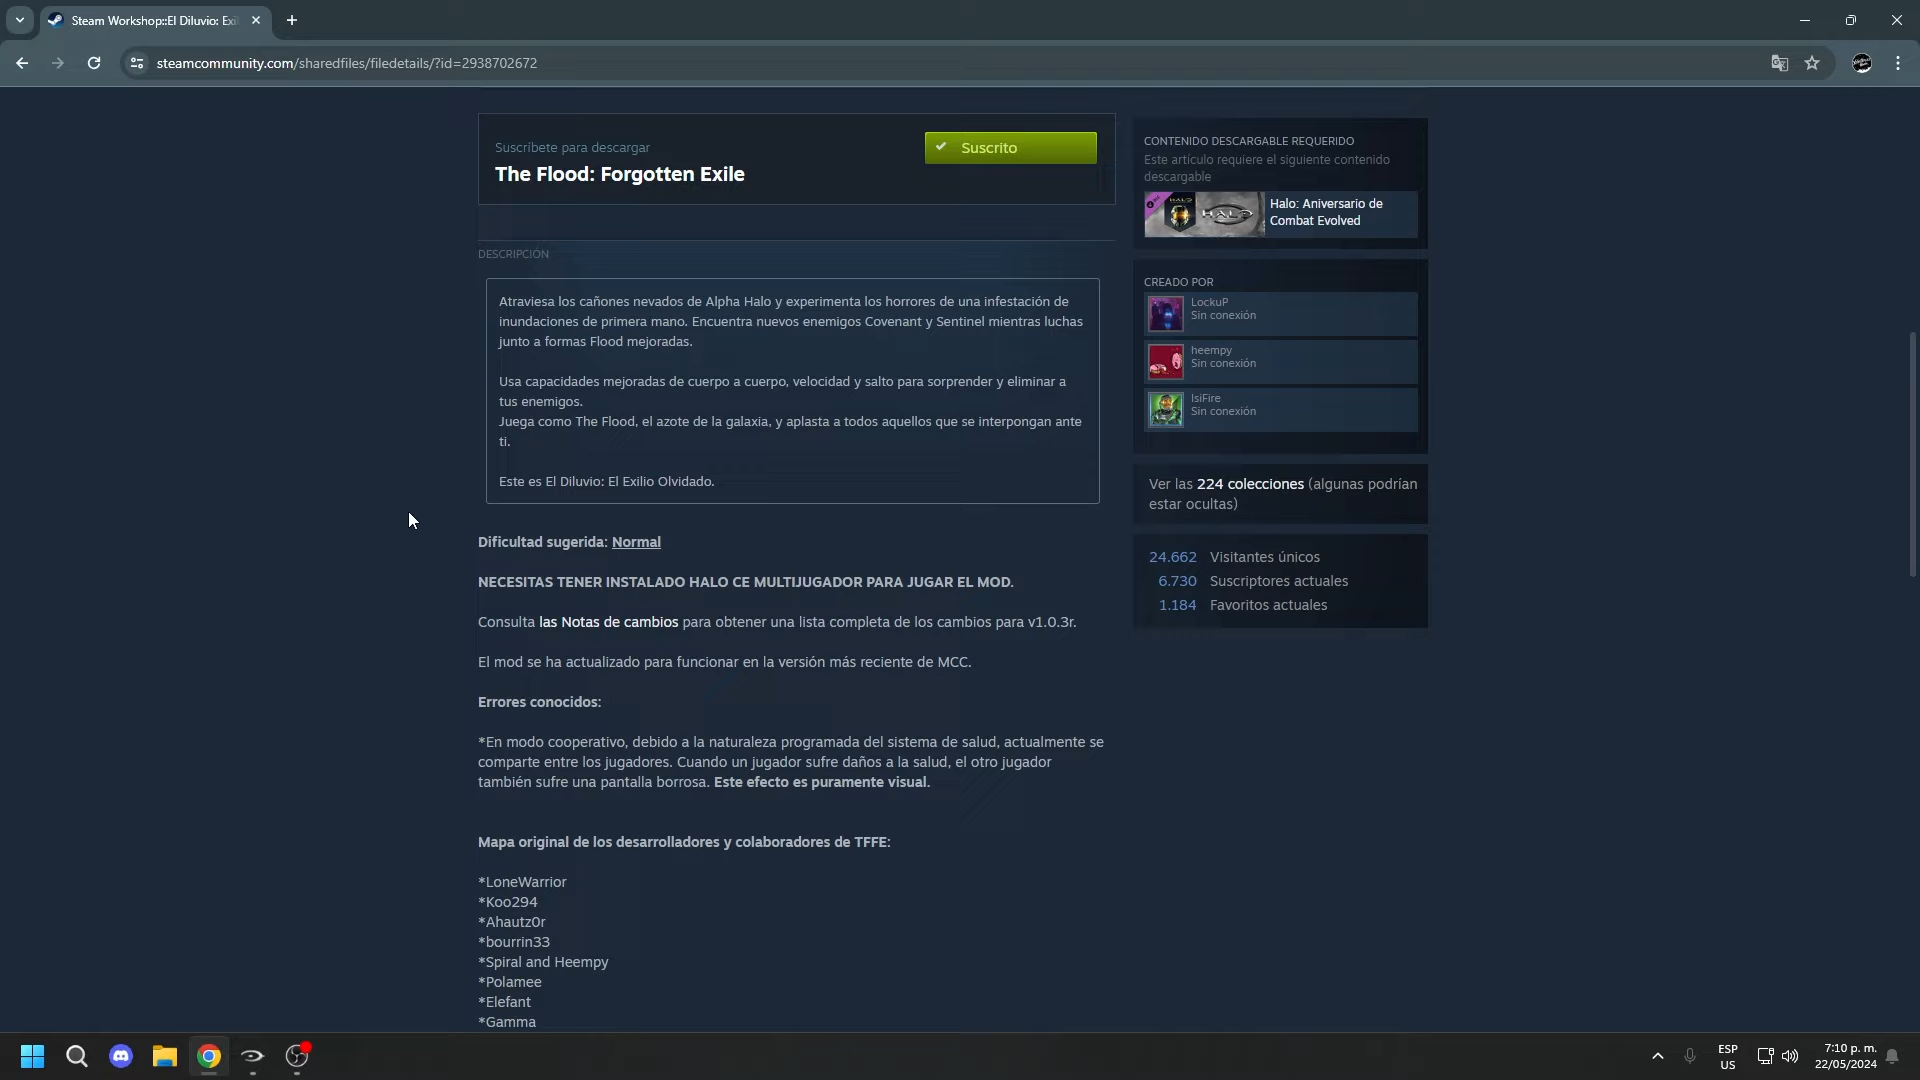 Steam Workshop::El Diluvio: Exil
steamcommunity.com/sharedfiles/filedetails/?id=2938702672
Suscríbete para descargar
The Flood: Forgotten Exile
Suscrito
DESCRIPCIÓN
Atraviesa los cañones nevados de Alpha Halo y experimenta los horrores de una infestación de
inundaciones de primera mano. Encuentra nuevos enemigos Covenant y Sentinel mientras luchas
junto a formas Flood mejoradas.
Usa capacidades mejoradas de cuerpo a cuerpo, velocidad y salto para sorprender y eliminar a
tus enemigos.
Juega como The Flood, el azote de la galaxia, y aplasta a todos aquellos que se interpongan ante
ti.
Este es El Diluvio: El Exilio Olvidado.
Dificultad sugerida: Normal
NECESITAS TENER INSTALADO HALO CE MULTIJUGADOR PARA JUGAR EL MOD.
Consulta las Notas de cambios para obtener una lista completa de los cambios para v1.0.3r.
El mod se ha actualizado para funcionar en la versión más reciente de MCC.
Errores conocidos:
*En modo cooperativo, debido a la naturaleza programada del sistema de salud, actualmente se
comparte entre los jugadores. Cuando un jugador sufre daños a la salud, el otro jugador
también sufre una pantalla borrosa. Este efecto es puramente visual.
Mapa original de los desarrolladores y colaboradores de TFFE:
*LoneWarrior
*Koo294
*Ahautz0r
*bourrin33
*Spiral and Heempy
*Polamee
*Elefant
*Gamma
CONTENIDO DESCARGABLE REQUERIDO
Este artículo requiere el siguiente contenido
descargable
HALO
Halo: Aniversario de
Combat Evolved
CREADO POR
LockuP
Sin conexión
heempy
Sin conexión
IsiFire
Sin conexión
Ver las 224 colecciones (algunas podrían
estar ocultas)
24.662 Visitantes únicos
6.730 Suscriptores actuales
1.184 Favoritos actuales
ESP
US
7:10 p. m.
22/05/2024